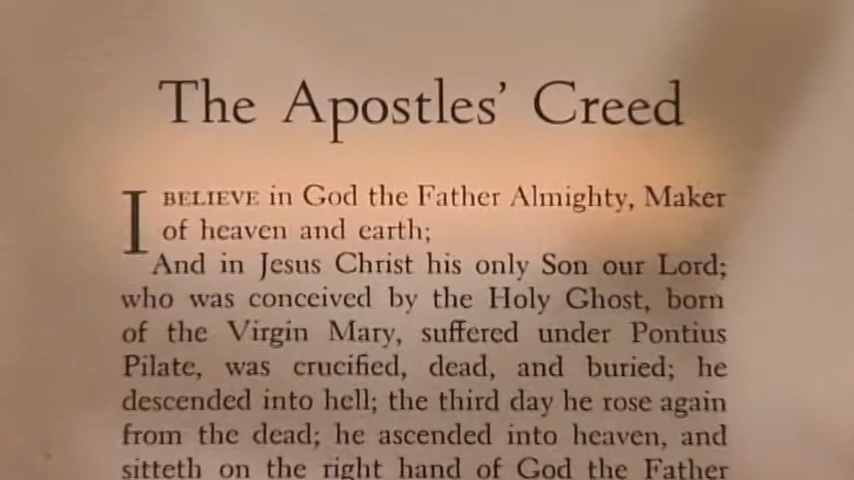 The Apostles’ Creed
I BELIEVE in God the Father Almighty, Maker
of heaven and earth;
And in Jesus Christ his only Son our Lord;
who was conceived by the Holy Ghost, born
of the Virgin Mary, suffered under Pontius
Pilate, was crucified, dead, and buried; he
descended into hell; the third day he rose again
from the dead; he ascended into heaven, and
sitteth on the right hand of God the Father